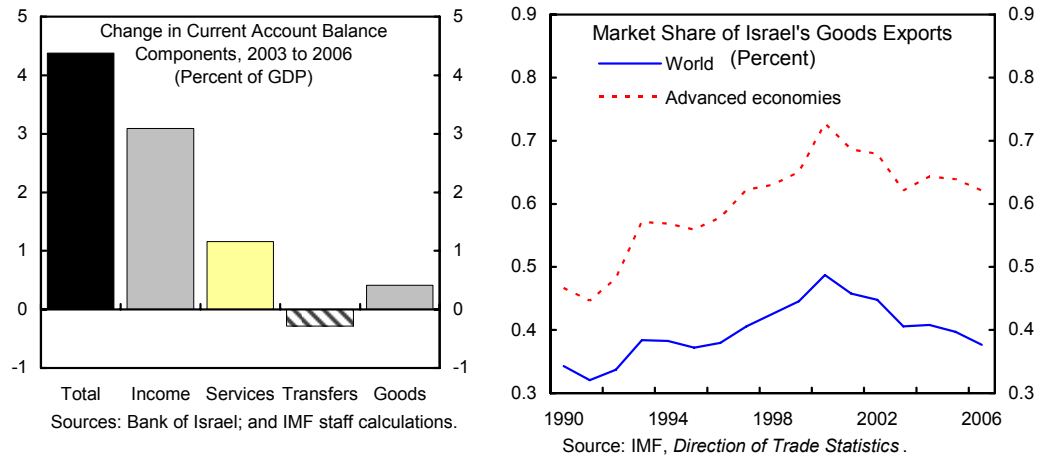 Change in Current Account Balance
Components, 2003 to 2006
(Percent of GDP)
5
4
3
2
1
0
-1
5
4
3
2
1
0
-1
Total Income Services Transfers Goods
Sources: Bank of Israel; and IMF staff calculations.
Market Share of Israel's Goods Exports
(Percent)
World
Advanced economies
0.9
0.8
0.7
0.6
0.5
0.4
0.3
0.9
0.8
0.7
0.6
0.5
0.4
0.3
1990 1994 1998 2002 2006
Source: IMF, Direction of Trade Statistics .